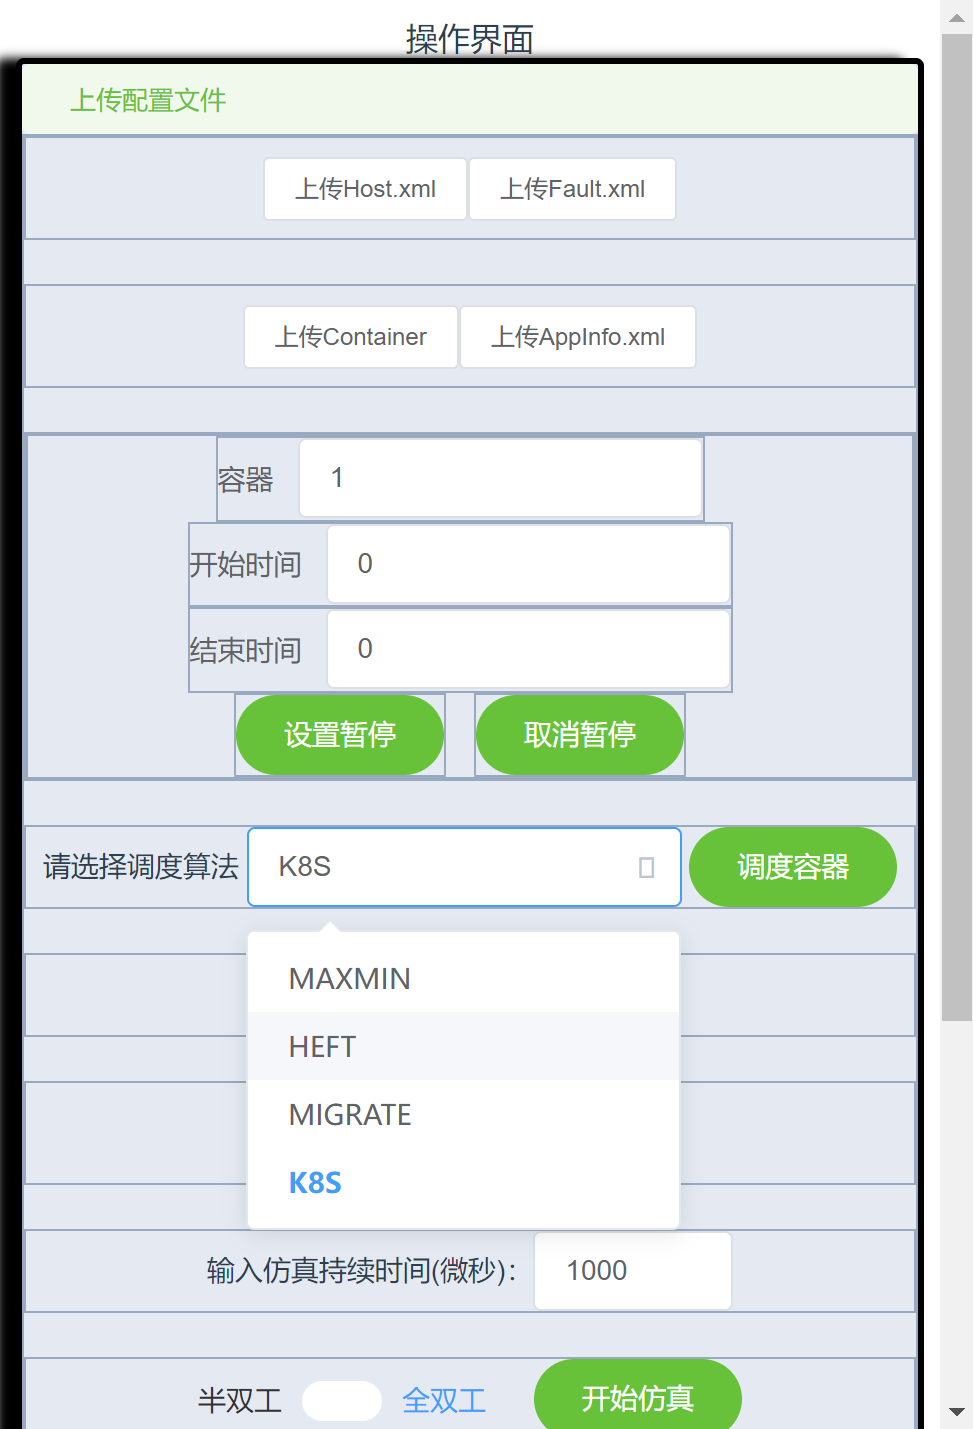 操作界面
上传配置文件
上传Host.xml 上传Fault.xml
上传Container 上传AppInfo.xml
容器 1
开始时间 0
结束时间 0
设置暂停 取消暂停
请选择调度算法 K8S 调度容器
MAXMIN
HEFT
MIGRATE
K8S
输入仿真持续时间(微秒)： 1000
半双工 全双工 开始仿真